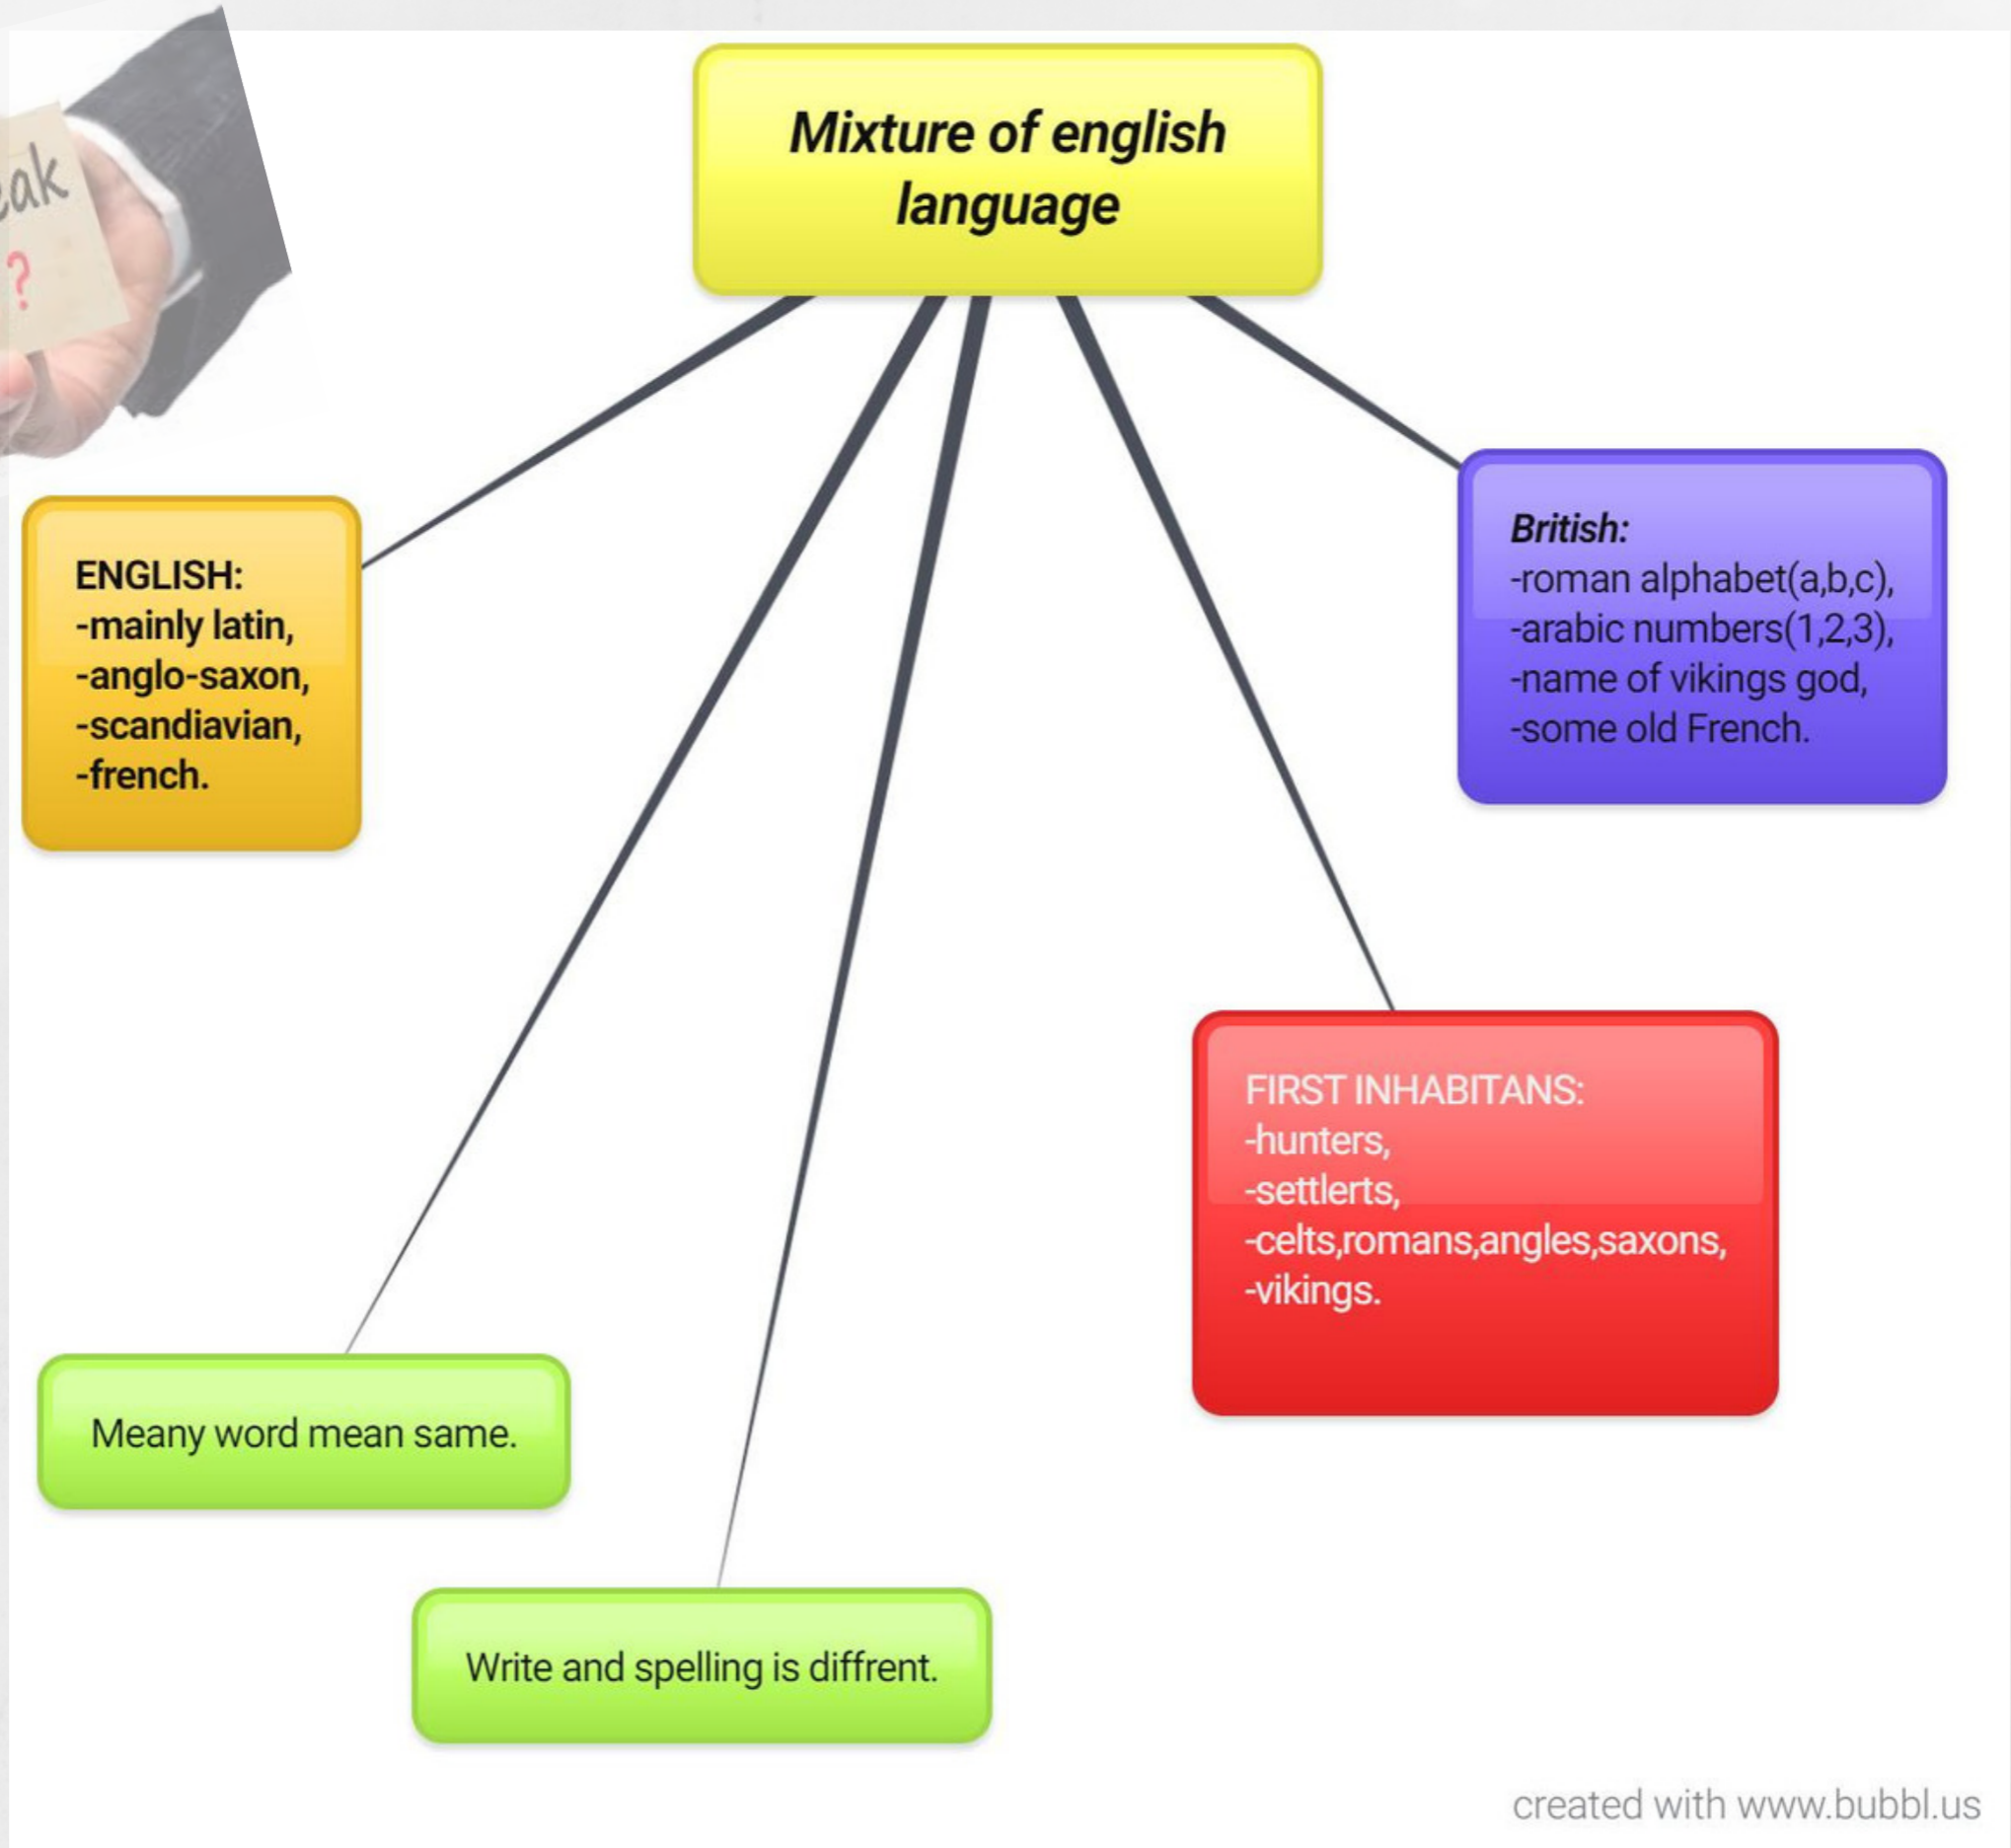 ?
Mixture of english
language
ENGLISH:
-mainly latin,
-anglo-saxon,
-scandiavian,
-french.
British:
-roman alphabet(a,b,c),
-arabic numbers(1,2,3),
-name of vikings god,
-some old French.
FIRST INHABITANS:
-hunters,
-settlerts,
-celts,romans,angles,saxons,
-vikings.
Meany word mean same.
Write and spelling is diffrent.
created with www.bubbl.us